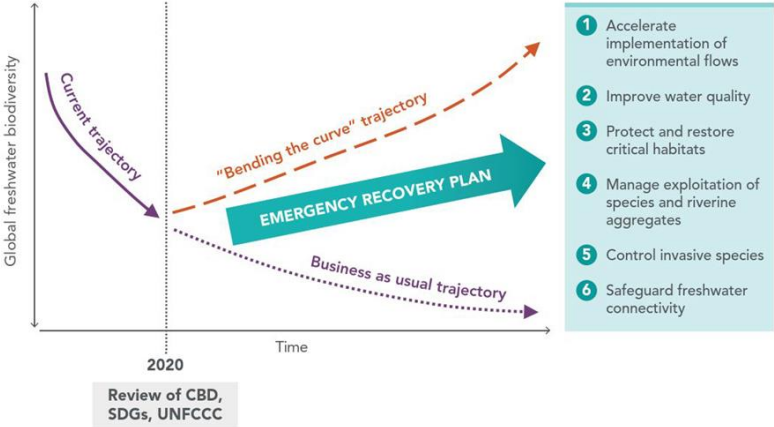 Global freshwater biodiversity
Current trajectory
"Bending the curve" trajectory
EMERGENCY RECOVERY PLAN
Business as usual trajectory
Time
2020
Review of CBD,
SDGs, UNFCCC
1 Accelerate
implementation of
environmental flows
2 Improve water quality
3 Protect and restore
critical habitats
4 Manage exploitation of
species and riverine
aggregates
5 Control invasive species
6 Safeguard freshwater
connectivity